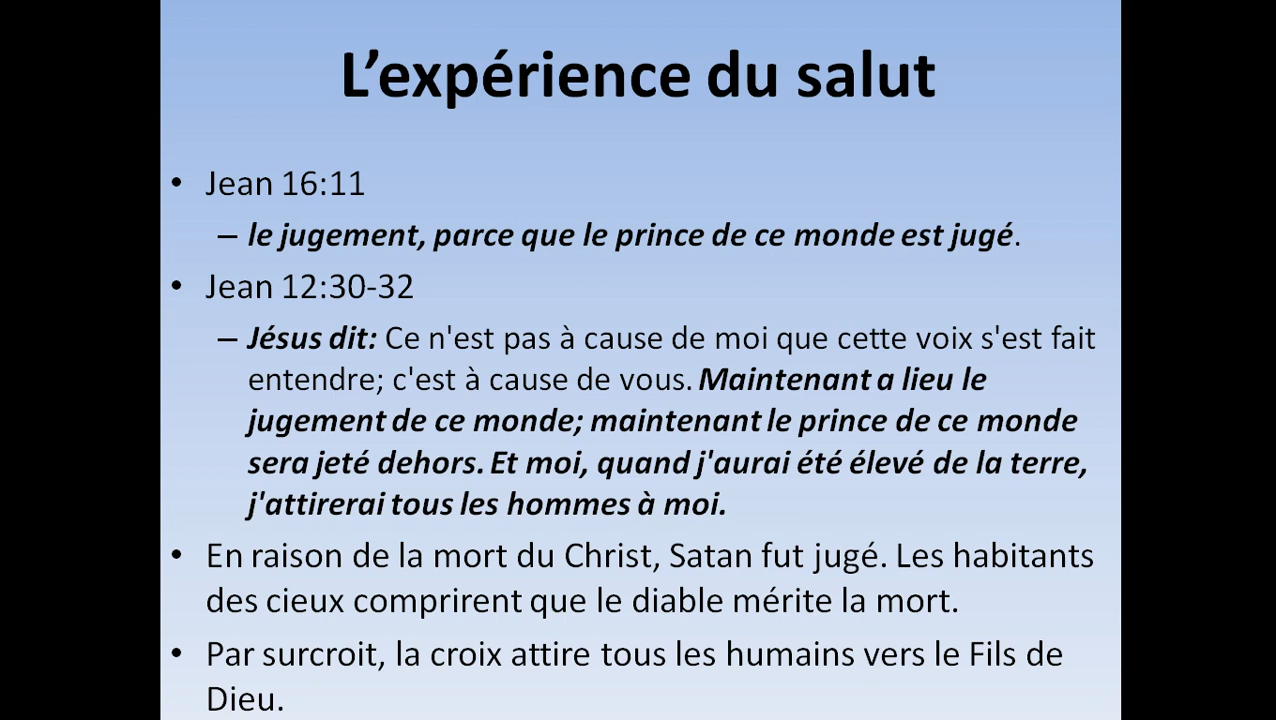 L’expérience du salut
• Jean 16:11
– le jugement, parce que le prince de ce monde est jugé.
• Jean 12:30-32
– Jésus dit: Ce n'est pas à cause de moi que cette voix s'est fait
entendre; c'est à cause de vous. Maintenant a lieu le
jugement de ce monde; maintenant le prince de ce monde
sera jeté dehors. Et moi, quand j'aurai été élevé de la terre,
j'attirerai tous les hommes à moi.
• En raison de la mort du Christ, Satan fut jugé. Les habitants
des cieux comprirent que le diable mérite la mort.
• Par surcroit, la croix attire tous les humains vers le Fils de
Dieu.